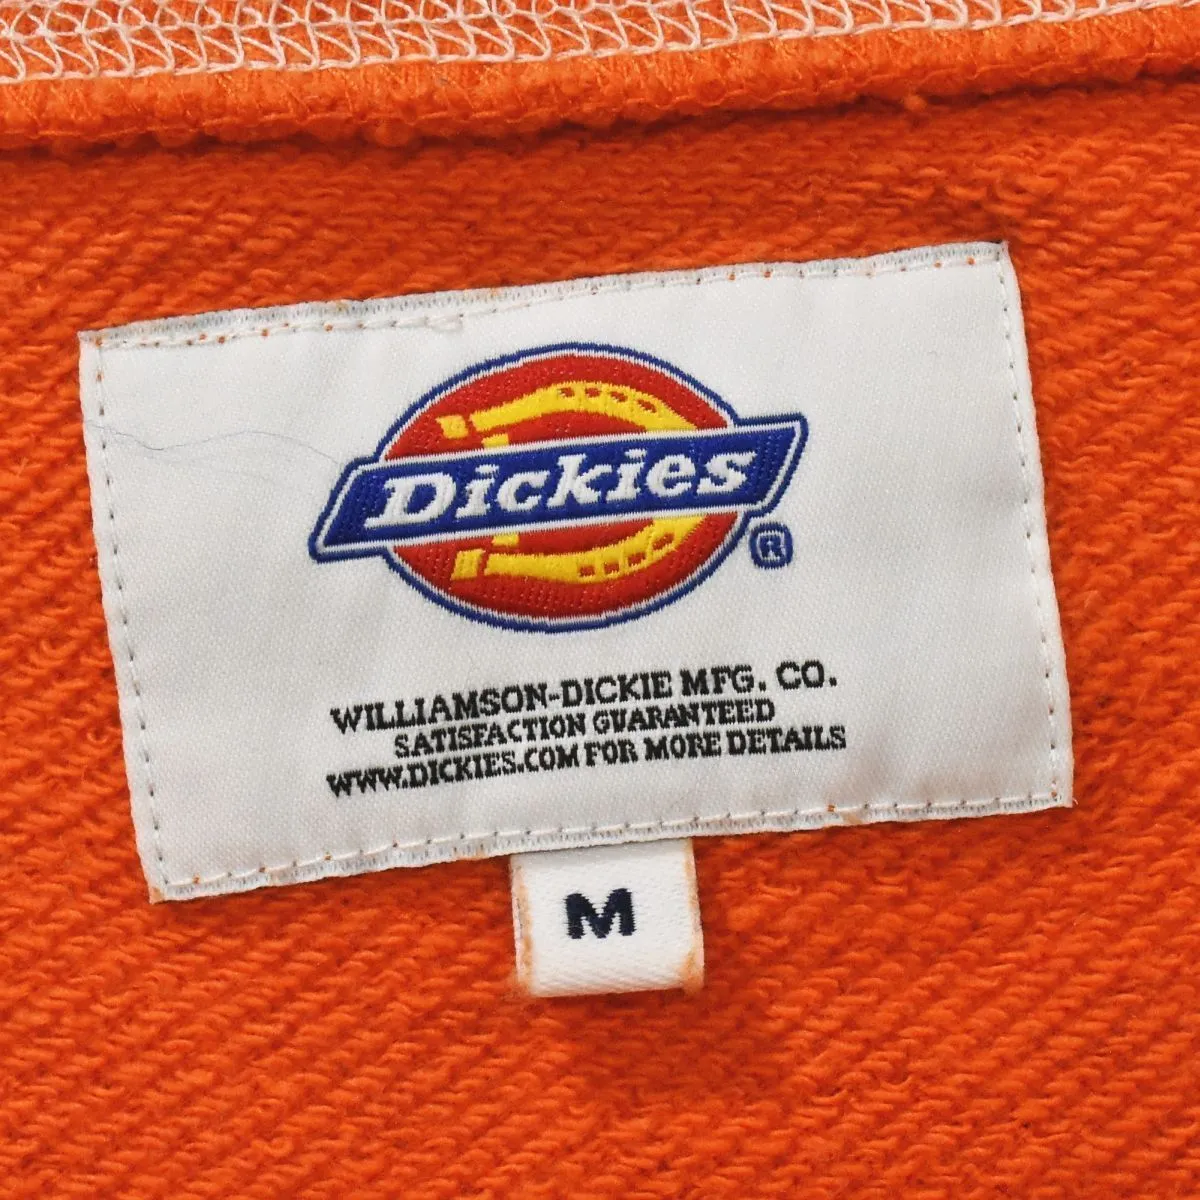 Dickies
®
WILLIAMSON-DICKIE MFG. CO.
SATISFACTION GUARANTEED
WWW.DICKIES.COM FOR MORE DETAILS
M